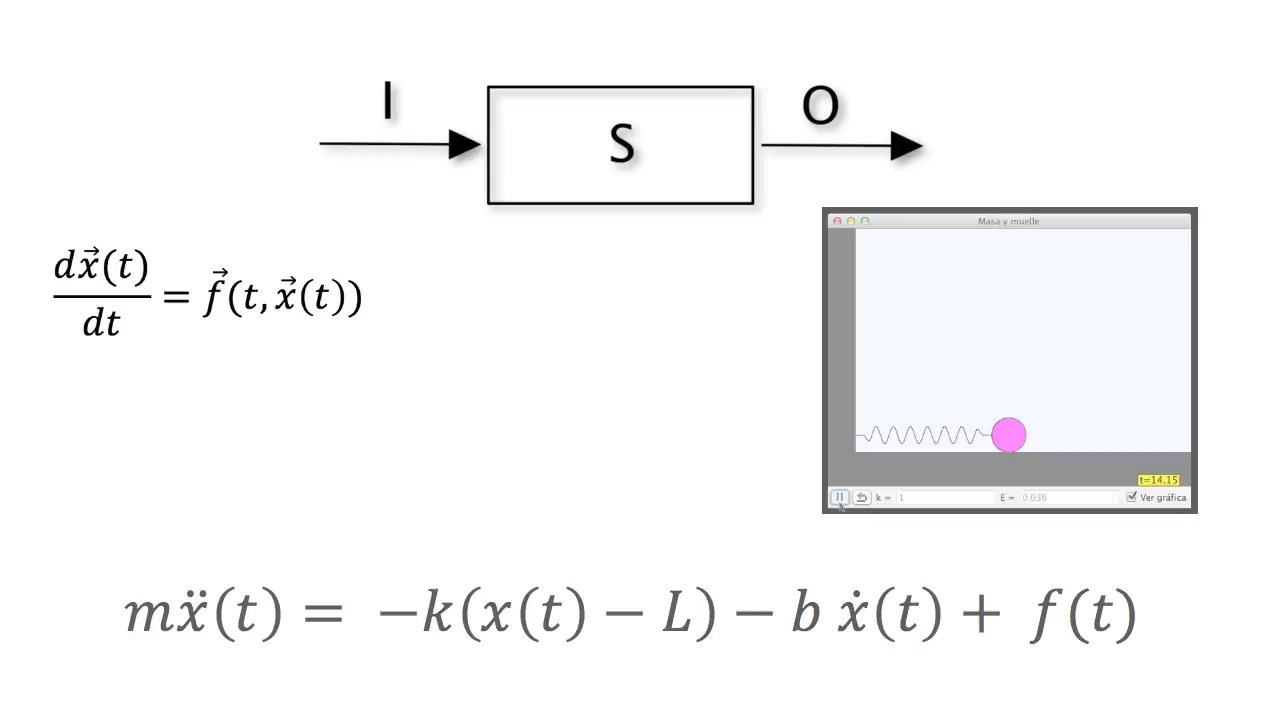 I
S
O
Masa y muelle
dx⃗(t)/dt = f⃗(t, x⃗(t))
t=14.15
k = 1 E = 0.036 Ver gráfica
mẍ(t) = −k(x(t) − L) − b ẋ(t) + f(t)